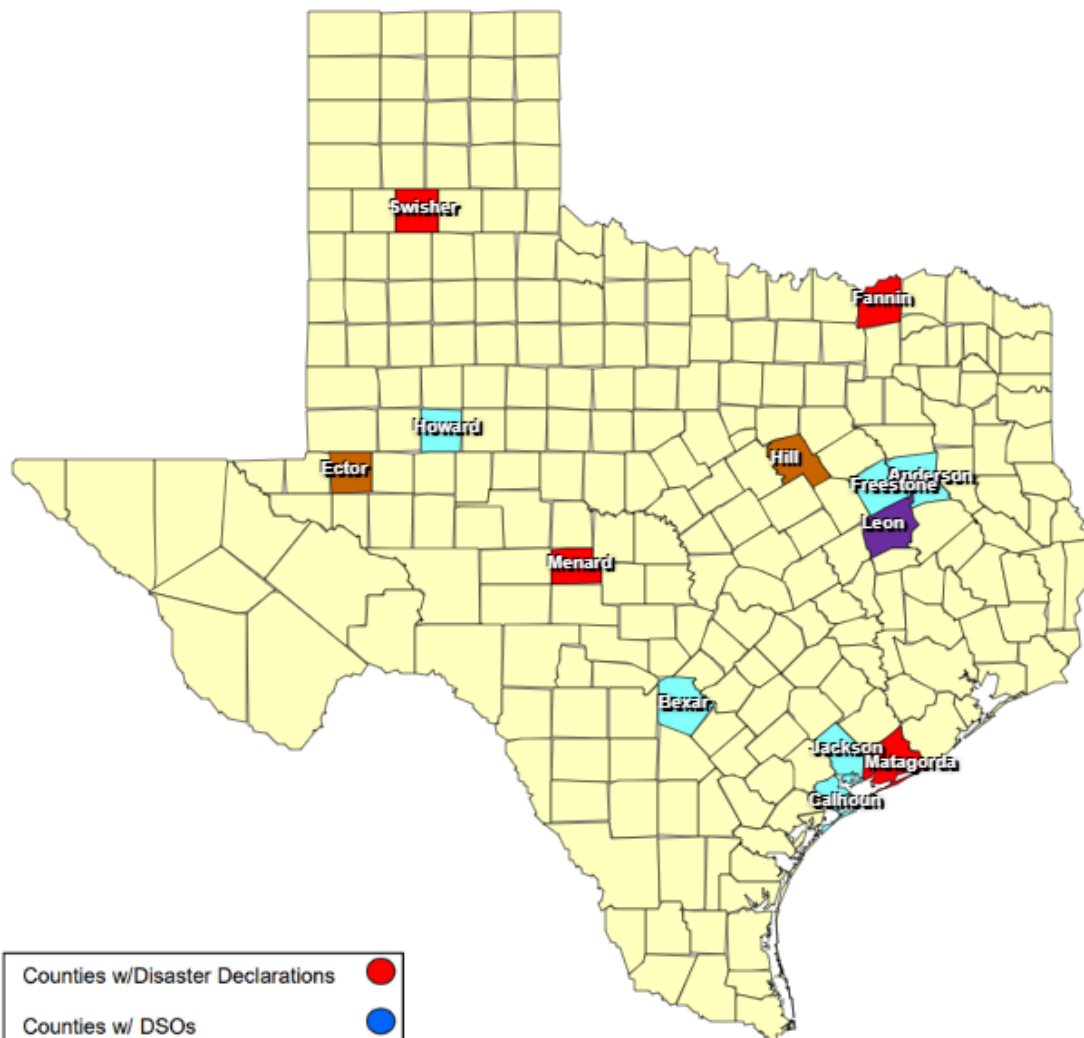 Swisher
Fannin
Howard
Ector
Hill
Anderson
Freestone
Leon
Menard
Bexar
Jackson
Matagorda
Calhoun
Counties w/Disaster Declarations
Counties w/ DSOs